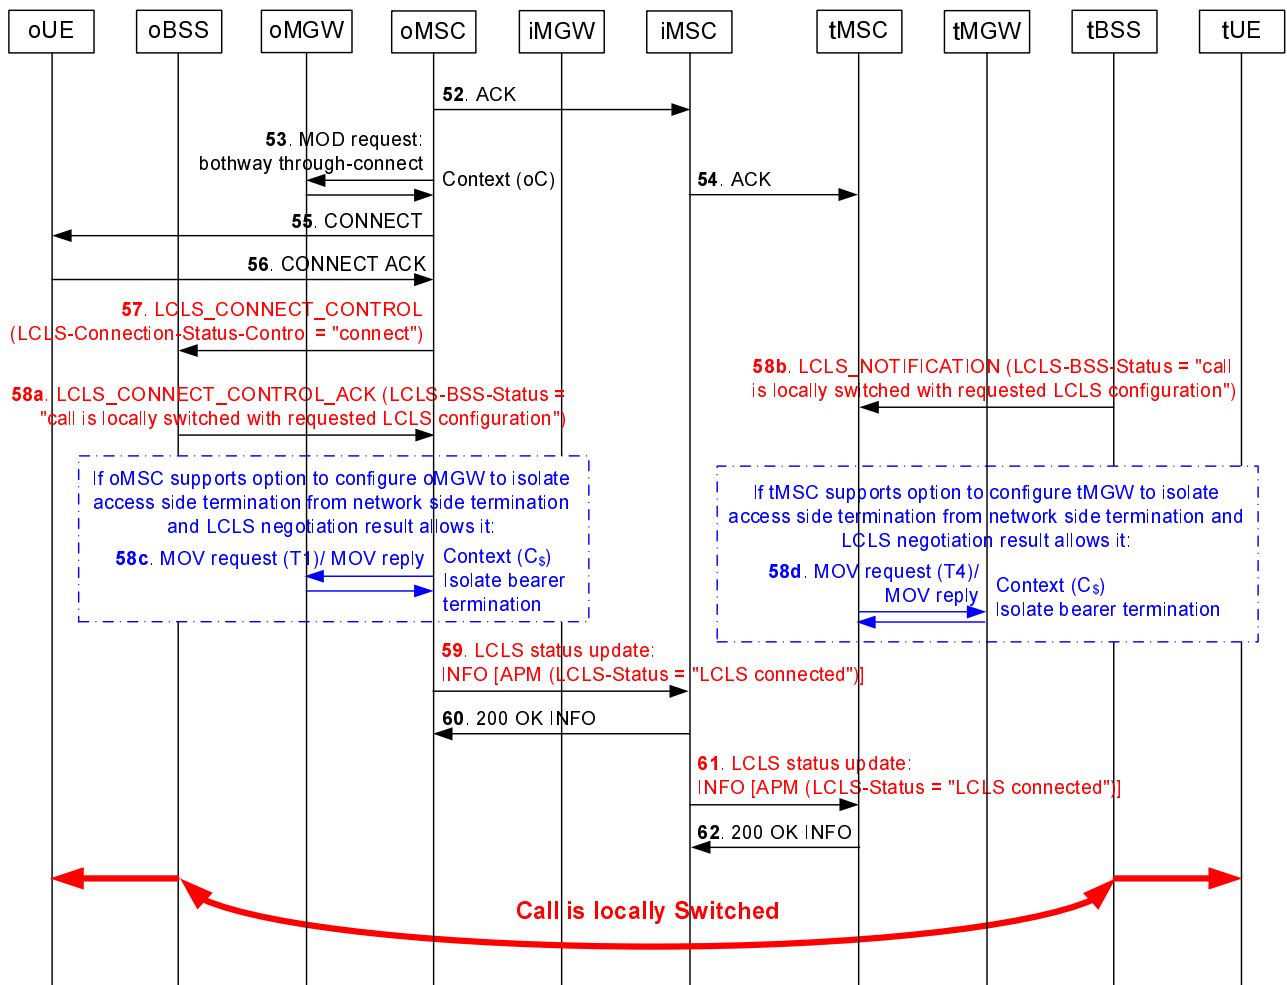 oUE
oBSS
oMGW
oMSC
iMGW
iMSC
tMSC
tMGW
tBSS
tUE
52. ACK
53. MOD request:
bothway through-connect
Context (oC)
54. ACK
55. CONNECT
56. CONNECT ACK
57. LCLS_CONNECT_CONTROL
(LCLS-Connection-Status-Control = "connect")
58b. LCLS_NOTIFICATION (LCLS-BSS-Status = "call
is locally switched with requested LCLS configuration")
58a. LCLS_CONNECT_CONTROL_ACK (LCLS-BSS-Status =
"call is locally switched with requested LCLS configuration")
If oMSC supports option to configure oMGW to isolate
access side termination from network side termination
and LCLS negotiation result allows it:
58c. MOV request (T1)/ MOV reply
Context (C$)
Isolate bearer
termination
If tMSC supports option to configure tMGW to isolate
access side termination from network side termination and
LCLS negotiation result allows it:
58d. MOV request (T4)/
MOV reply
Context (C$)
Isolate bearer termination
59. LCLS status update:
INFO [APM (LCLS-Status = "LCLS connected")]
60. 200 OK INFO
61. LCLS status update:
INFO [APM (LCLS-Status = "LCLS connected")]
62. 200 OK INFO
Call is locally Switched